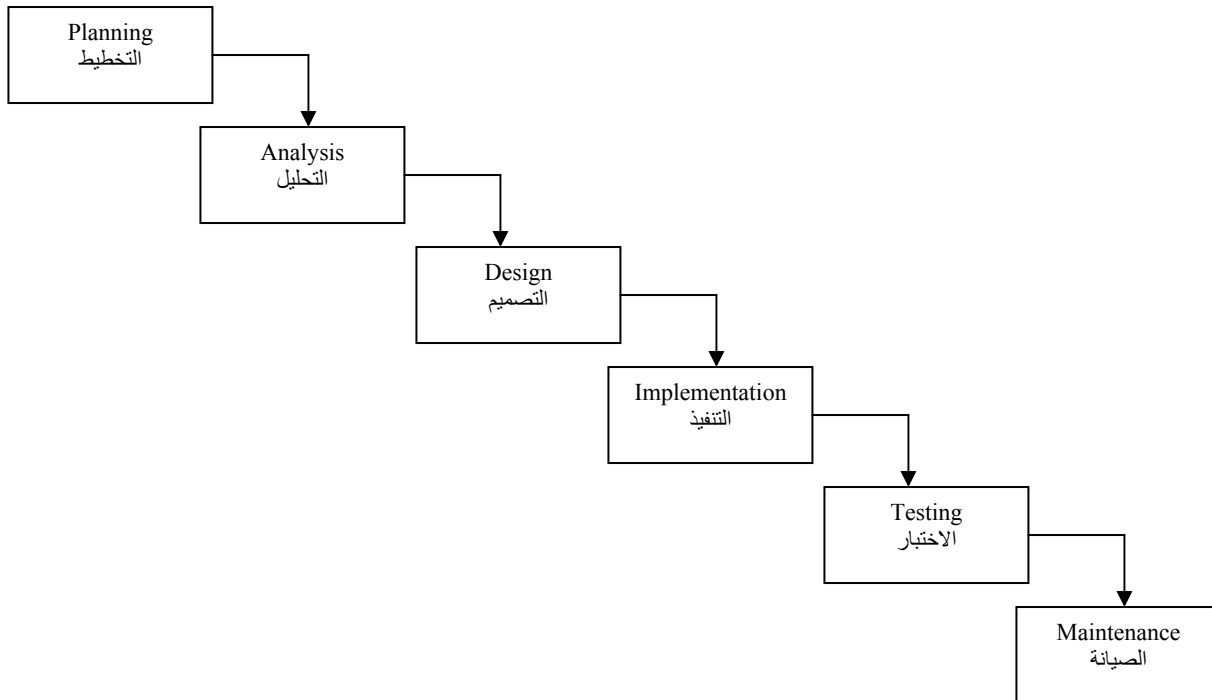 Planning
التخطيط
Analysis
التحليل
Design
التصميم
Implementation
التنفيذ
Testing
الاختبار
Maintenance
الصيانة